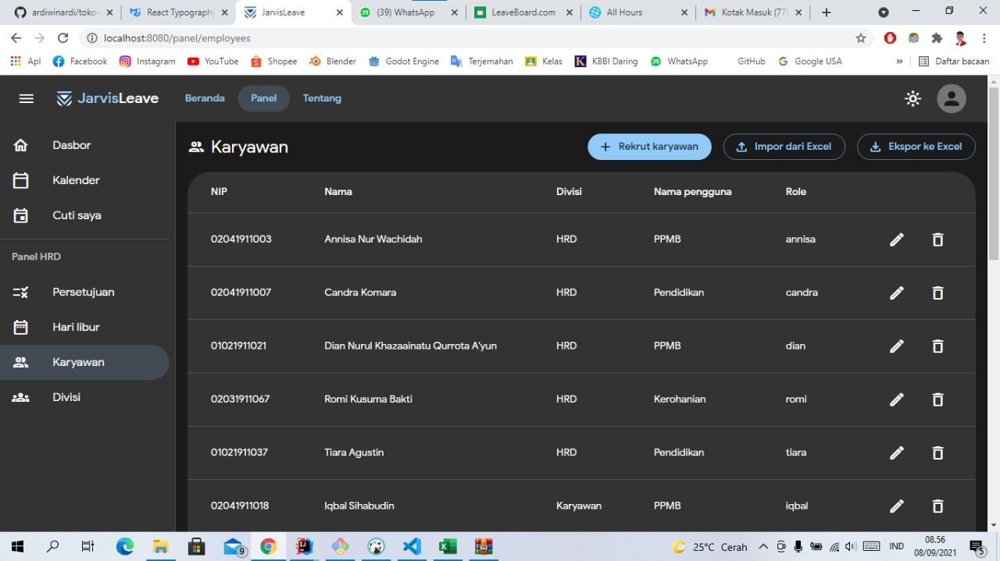 ardiwinardi/toko-
React Typography
JarvisLeave
(39) WhatsApp
LeaveBoard.com
All Hours
Kotak Masuk (77)
localhost:8080/panel/employees
Apl
Facebook
Instagram
YouTube
Shopee
Blender
Godot Engine
Terjemahan
Kelas
KBBI Daring
WhatsApp
GitHub
Google USA
»
Daftar bacaan
JarvisLeave
Beranda
Panel
Tentang
Dasbor
Kalender
Cuti saya
Panel HRD
Persetujuan
Hari libur
Karyawan
Divisi
Karyawan
+ Rekrut karyawan
Impor dari Excel
Ekspor ke Excel
NIP Nama Divisi Nama pengguna Role
02041911003 Annisa Nur Wachidah HRD PPMB annisa
02041911007 Candra Komara HRD Pendidikan candra
01021911021 Dian Nurul Khazaainatu Qurrota A'yun HRD PPMB dian
02031911067 Romi Kusuma Bakti HRD Kerohanian romi
01021911037 Tiara Agustin HRD Pendidikan tiara
02041911018 Iqbal Sihabudin Karyawan PPMB iqbal
9
25°C Cerah
IND
08.56
08/09/2021
5